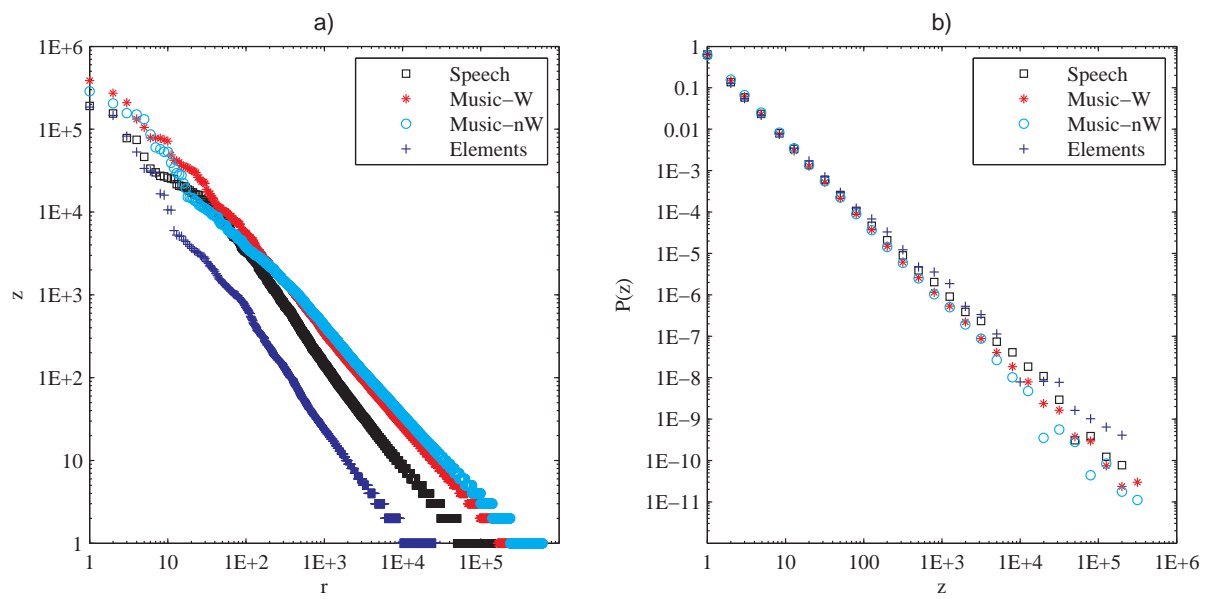 a)
1E+6
1E+5
1E+4
1E+3
1E+2
10
1
z
1
10
1E+2
1E+3
1E+4
1E+5
r
Speech
Music-W
Music-nW
Elements
b)
1
0.1
0.01
1E-3
1E-4
1E-5
1E-6
1E-7
1E-8
1E-9
1E-10
1E-11
P(z)
1
10
100
1E+3
1E+4
1E+5
1E+6
z
Speech
Music-W
Music-nW
Elements